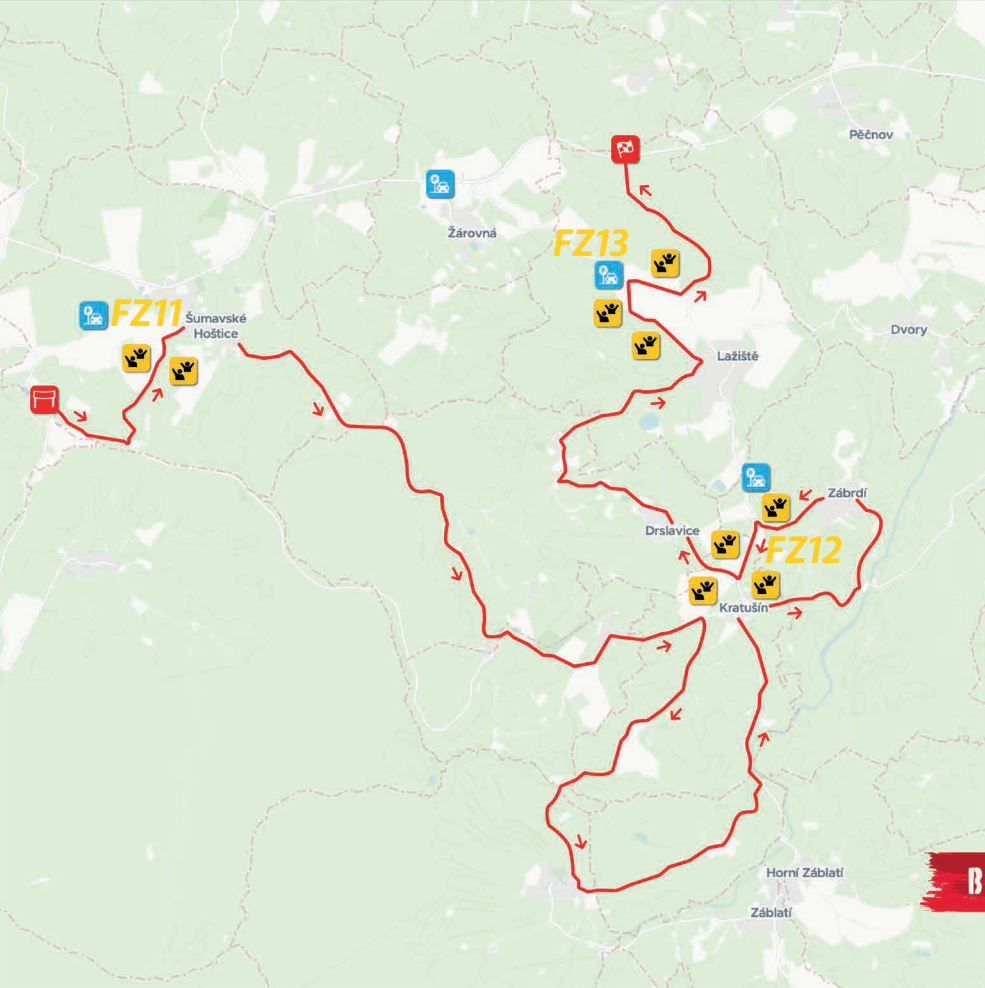 Pěčnov
Žárovná
FZ13
FZ11
Šumavské
Hoštice
Dvory
Lažiště
Zábrdí
Drslavice
FZ12
Kratušín
Horní Záblatí
Záblatí
B